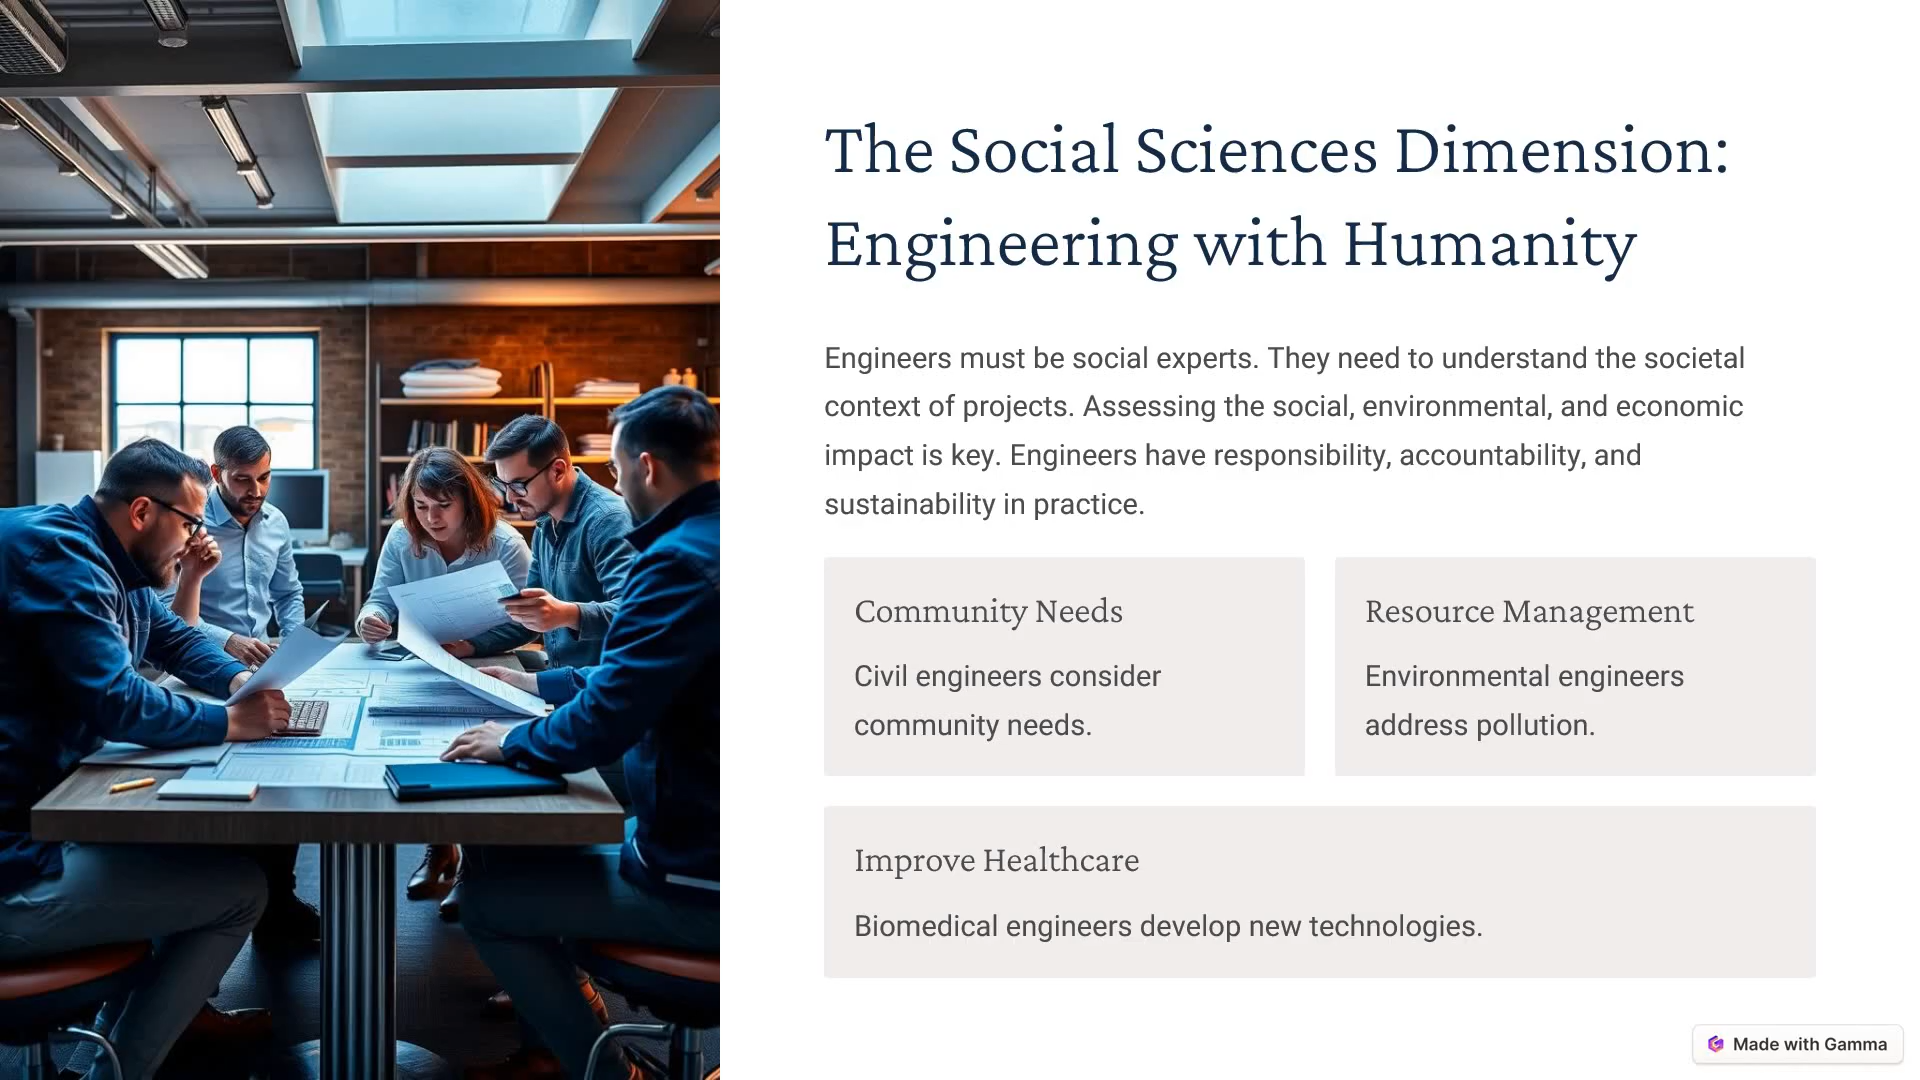 The Social Sciences Dimension:
Engineering with Humanity
Engineers must be social experts. They need to understand the societal
context of projects. Assessing the social, environmental, and economic
impact is key. Engineers have responsibility, accountability, and
sustainability in practice.
Community Needs
Civil engineers consider
community needs.
Resource Management
Environmental engineers
address pollution.
Improve Healthcare
Biomedical engineers develop new technologies.
Made with Gamma